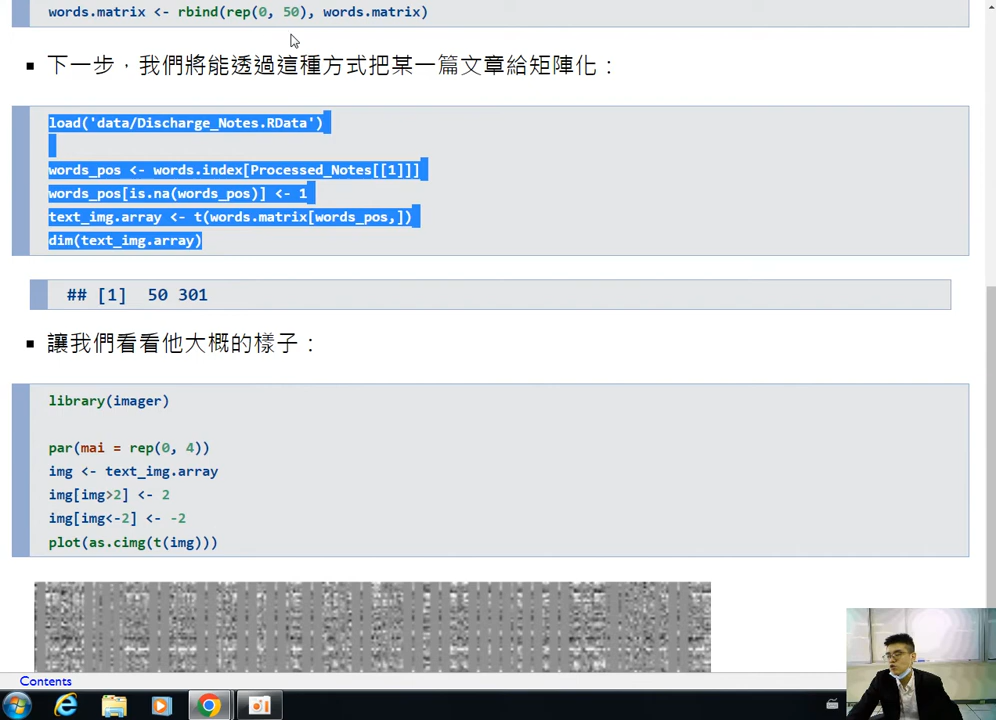 words.matrix <- rbind(rep(0, 50), words.matrix)
下一步，我們將能透過這種方式把某一篇文章給矩陣化：
load('data/Discharge_Notes.RData')
words_pos <- words.index[Processed_Notes[[1]]]
words_pos[is.na(words_pos)] <- 1
text_img.array <- t(words.matrix[words_pos,])
dim(text_img.array)
## [1]  50 301
讓我們看看他大概的樣子：
library(imager)
par(mai = rep(0, 4))
img <- text_img.array
img[img>2] <- 2
img[img<-2] <- -2
plot(as.cimg(t(img)))
Contents